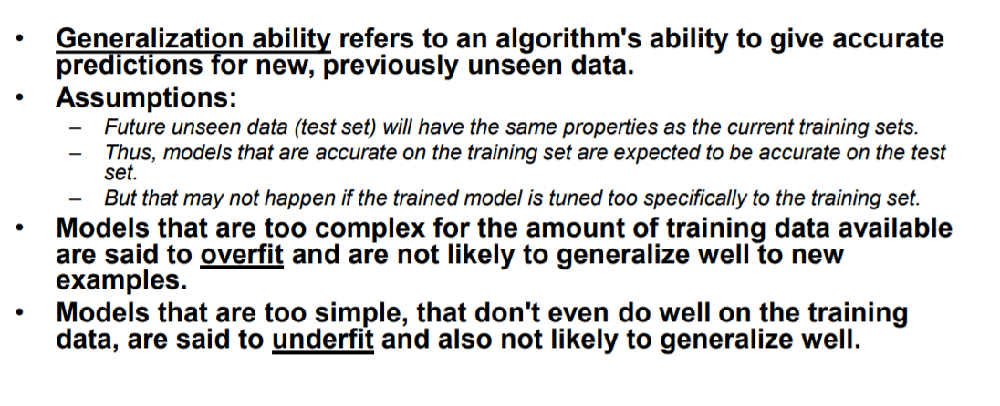 • Generalization ability refers to an algorithm's ability to give accurate
predictions for new, previously unseen data.
• Assumptions:
– Future unseen data (test set) will have the same properties as the current training sets.
– Thus, models that are accurate on the training set are expected to be accurate on the test
set.
– But that may not happen if the trained model is tuned too specifically to the training set.
• Models that are too complex for the amount of training data available
are said to overfit and are not likely to generalize well to new
examples.
• Models that are too simple, that don't even do well on the training
data, are said to underfit and also not likely to generalize well.